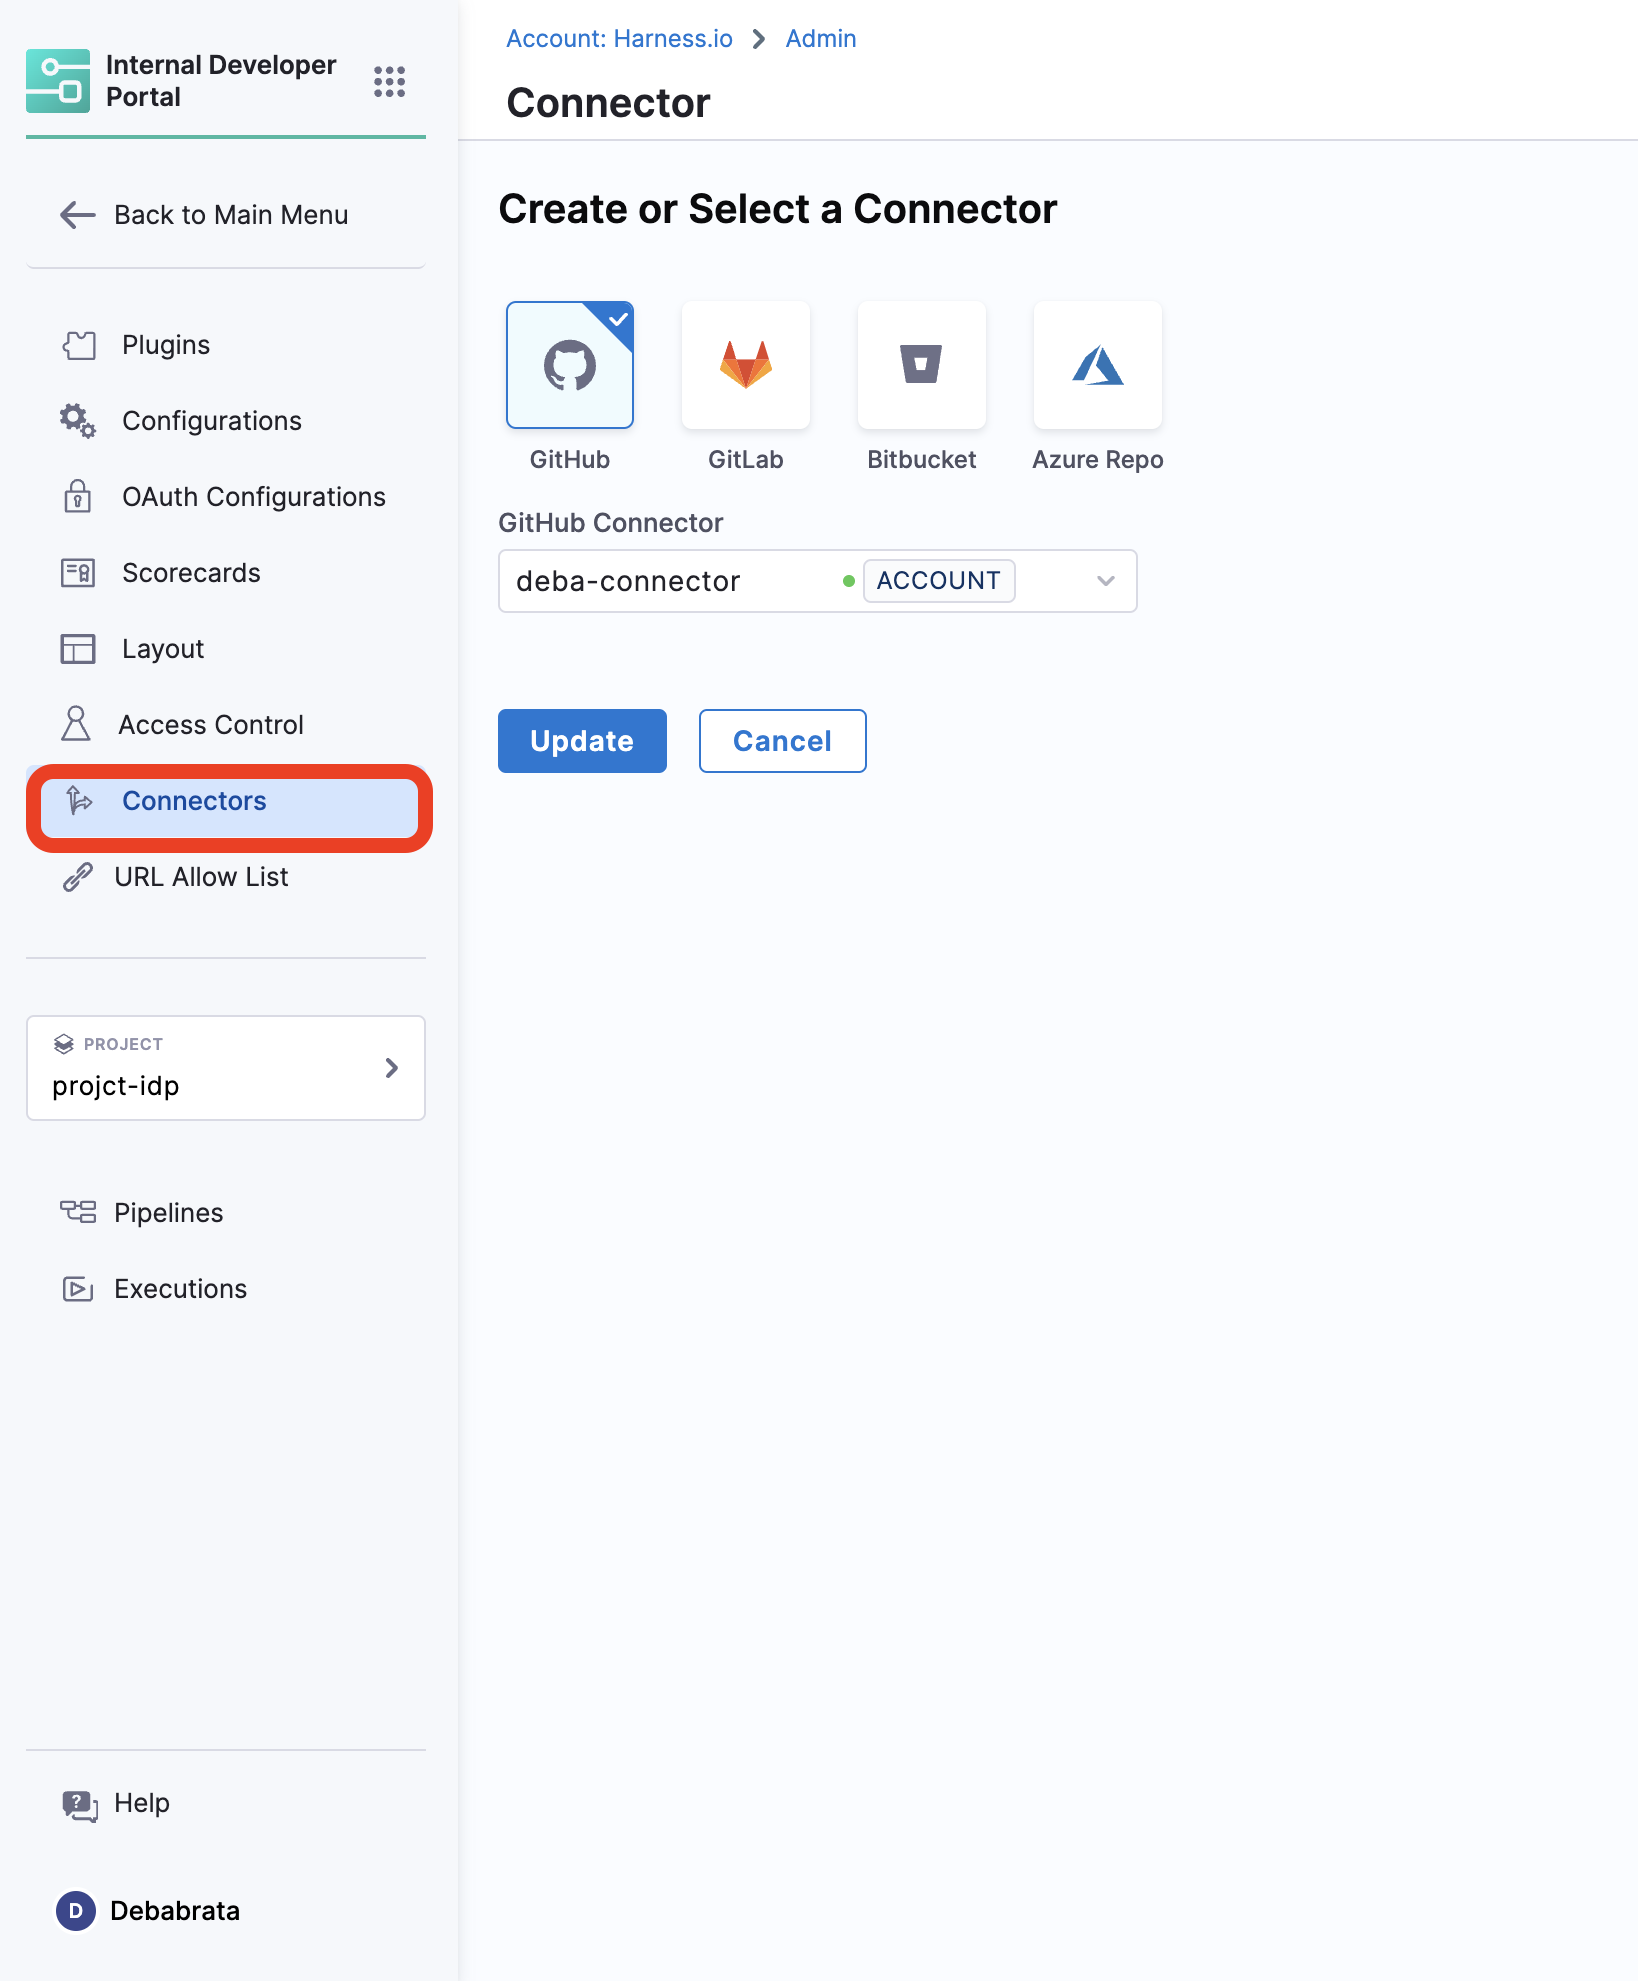 Internal Developer
Portal
Back to Main Menu
Plugins
Configurations
OAuth Configurations
Scorecards
Layout
Access Control
Connectors
URL Allow List
PROJECT
projct-idp
Pipelines
Executions
?
Help
D
Debabrata
Account: Harness.io > Admin
Connector
Create or Select a Connector
GitHub
GitLab
Bitbucket
Azure Repo
GitHub Connector
deba-connector ACCOUNT
Update
Cancel